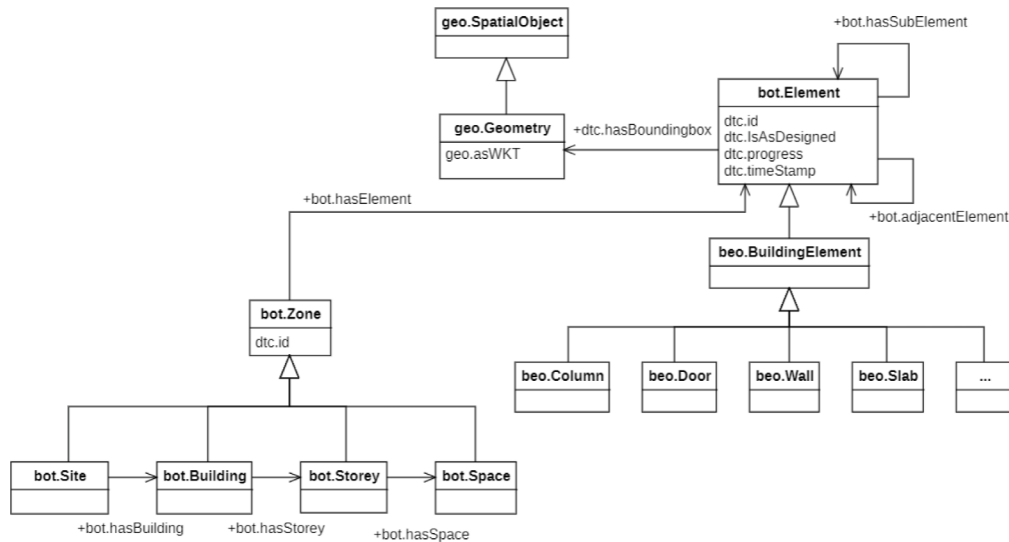 geo.SpatialObject
+bot.hasSubElement
bot.Element
dtc.id
dtc.IsAsDesigned
dtc.progress
dtc.timeStamp
geo.Geometry
geo.asWKT
+dtc.hasBoundingbox
+bot.hasElement
+bot.adjacentElement
beo.BuildingElement
bot.Zone
dtc.id
beo.Column
beo.Door
beo.Wall
beo.Slab
...
bot.Site
bot.Building
bot.Storey
bot.Space
+bot.hasBuilding
+bot.hasStorey
+bot.hasSpace